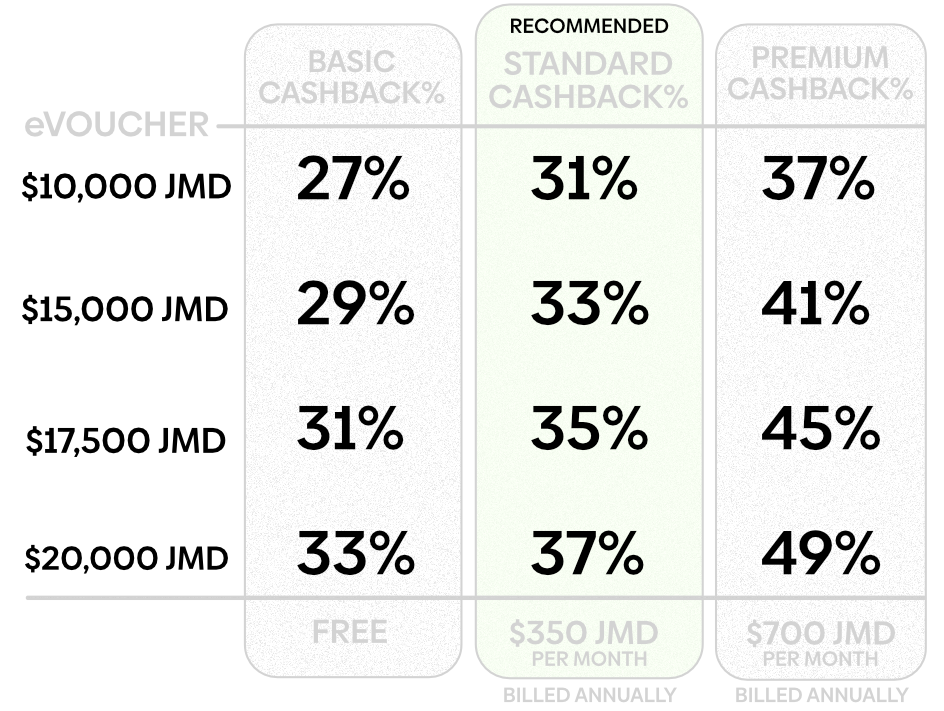 RECOMMENDED
BASIC CASHBACK%
STANDARD CASHBACK%
PREMIUM CASHBACK%
eVOUCHER
$10,000 JMD 27% 31% 37%
$15,000 JMD 29% 33% 41%
$17,500 JMD 31% 35% 45%
$20,000 JMD 33% 37% 49%
FREE $350 JMD $700 JMD
PER MONTH PER MONTH
BILLED ANNUALLY BILLED ANNUALLY